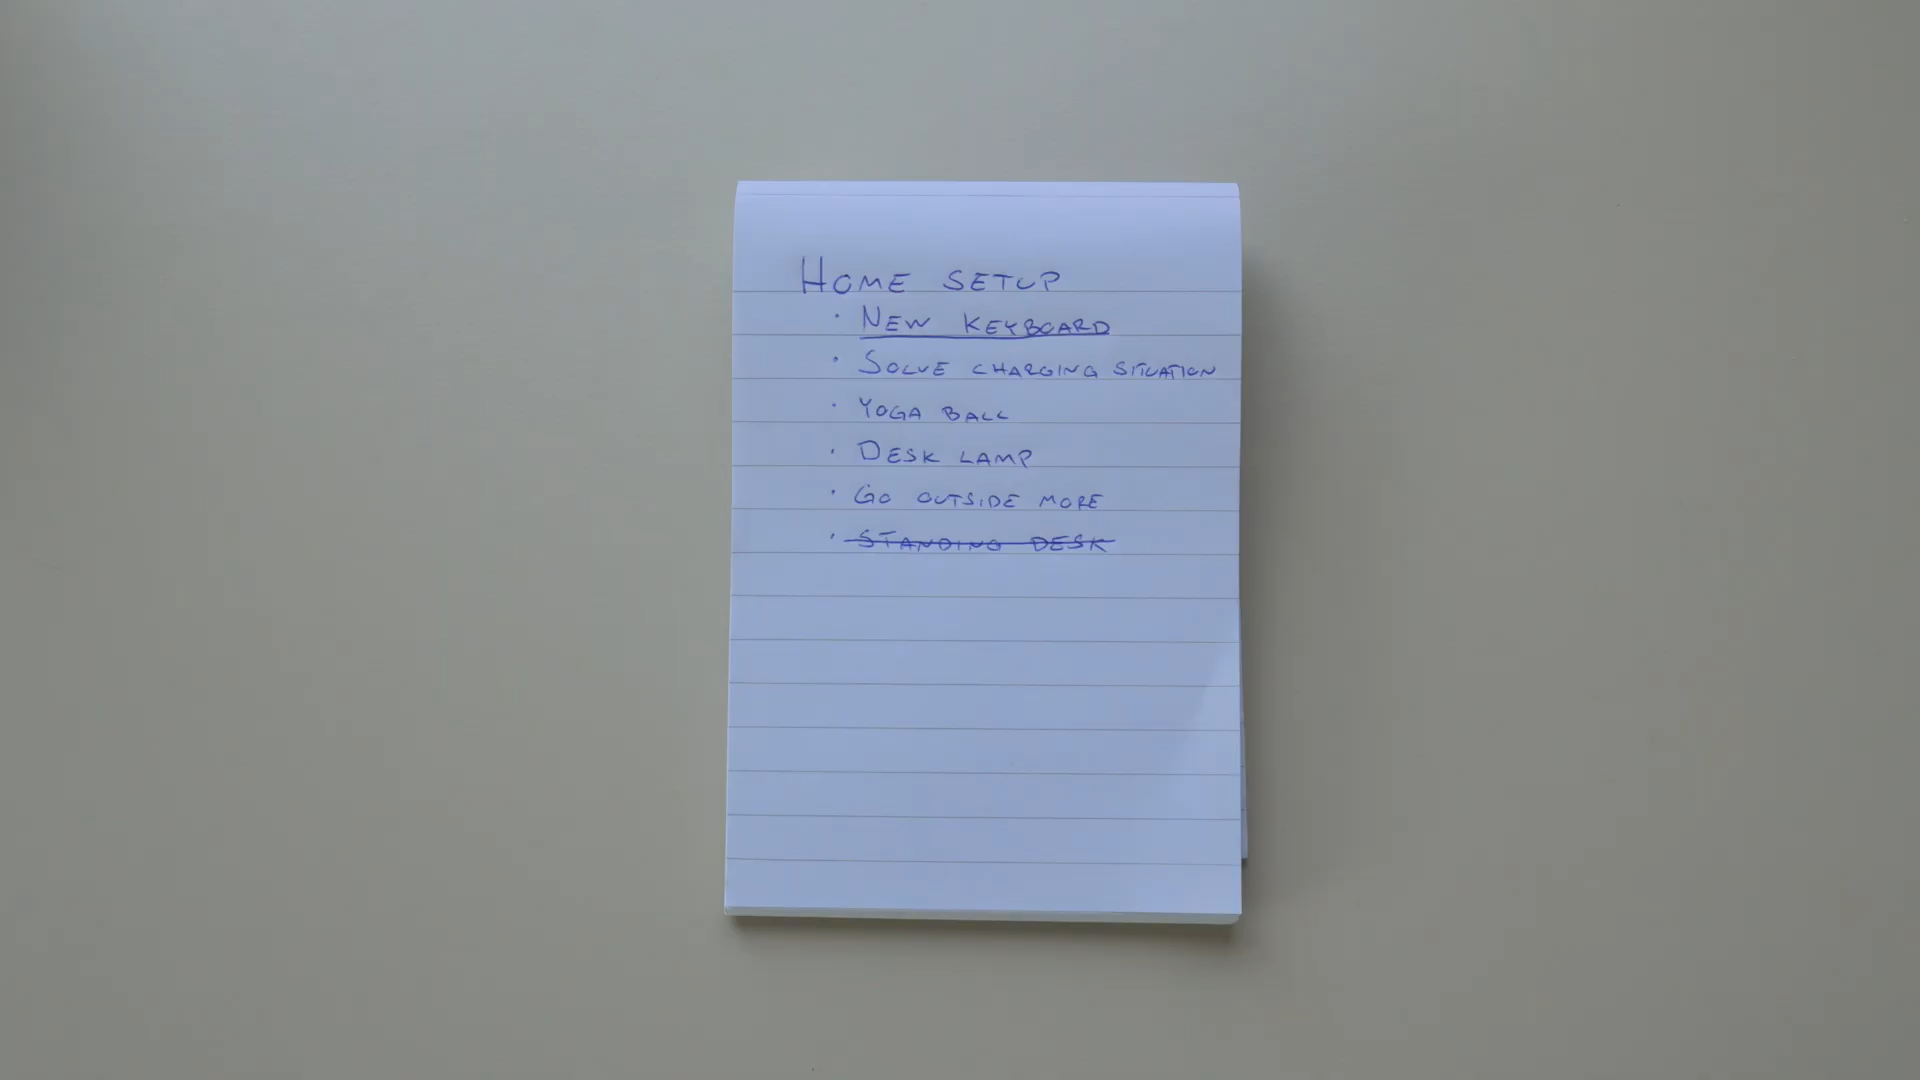 HOME SETUP
· NEW KEYBOARD
· SOLVE CHARGING SITUATION
· YOGA BALL
· DESK LAMP
· GO OUTSIDE MORE
· STANDING DESK